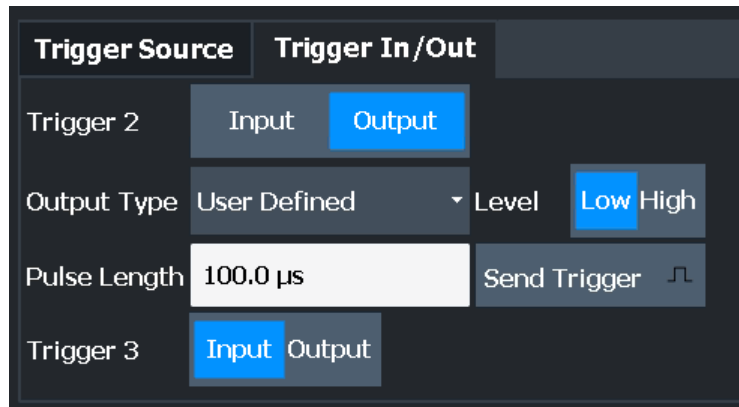 Trigger Source Trigger In/Out
Trigger 2 Input Output
Output Type User Defined Level Low High
Pulse Length 100.0 µs Send Trigger
Trigger 3 Input Output